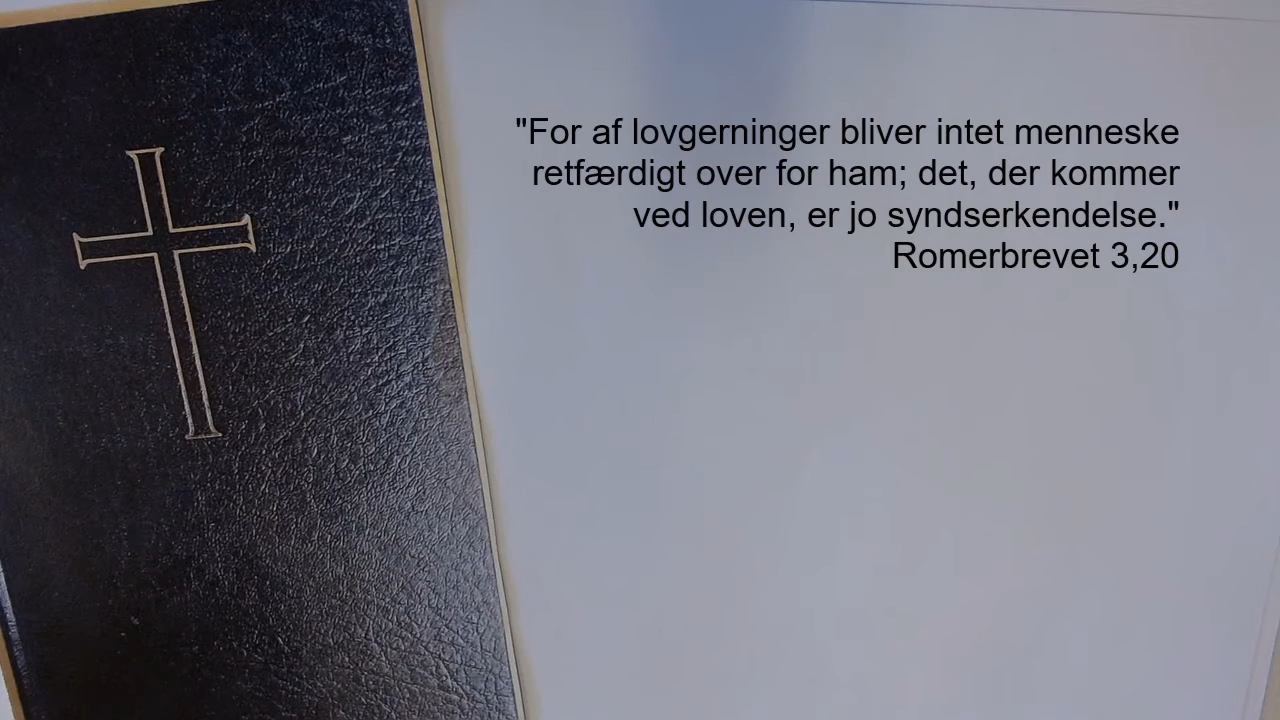 "For af lovgerninger bliver intet menneske
retfærdigt over for ham; det, der kommer
ved loven, er jo syndserkendelse."
Romerbrevet 3,20